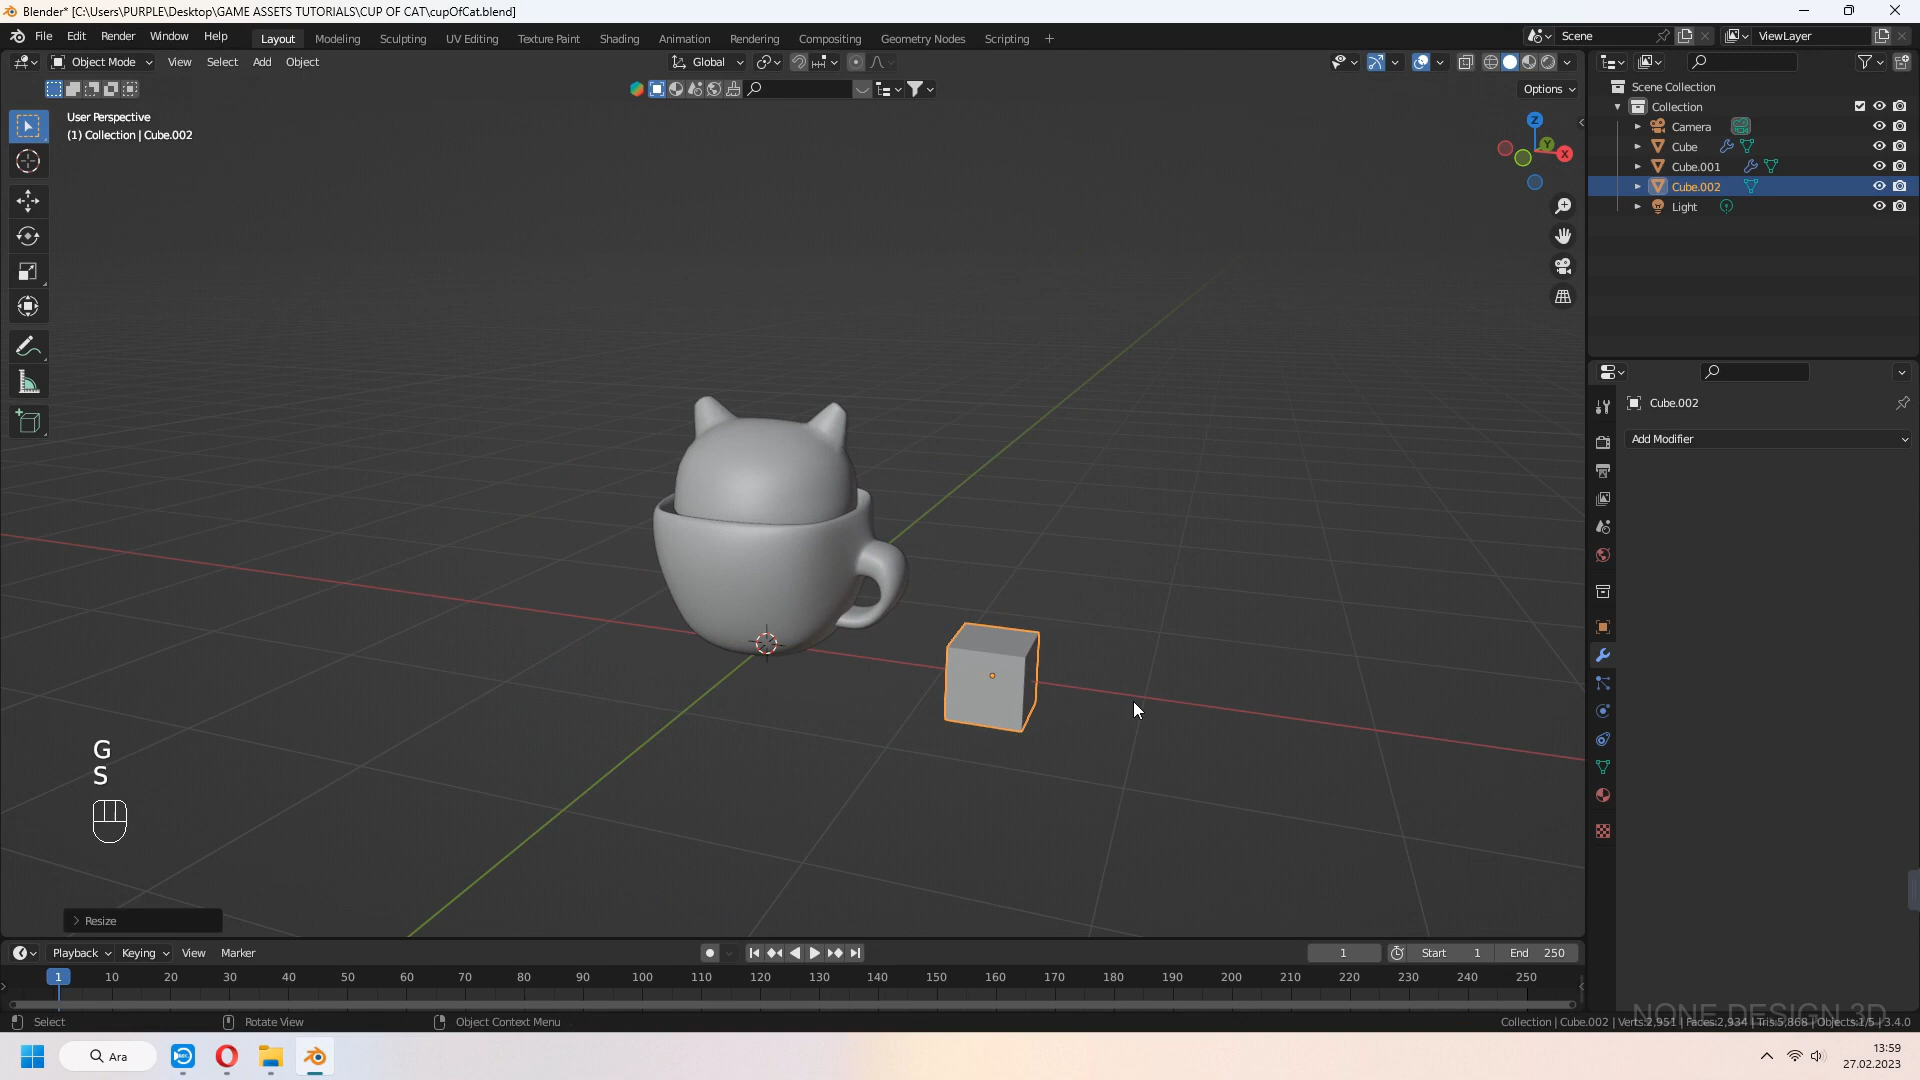 Blender* [C:\Users\PURPLE\Desktop\GAME ASSETS TUTORIALS\CUP OF CAT\cupOfCat.blend]
File Edit Render Window Help Layout Modeling Sculpting UV Editing Texture Paint Shading Animation Rendering Compositing Geometry Nodes Scripting + Scene ViewLayer
Object Mode View Select Add Object Global
Options
User Perspective
(1) Collection | Cube.002
Z
Y
X
Scene Collection
Collection
Camera
Cube
Cube.001
Cube.002
Light
Cube.002
Add Modifier
G
S
Resize
Playback Keying View Marker 1 Start 1 End 250
1 10 20 30 40 50 60 70 80 90 100 110 120 130 140 150 160 170 180 190 200 210 220 230 240 250
NONE DESIGN 3D
Select Rotate View Object Context Menu Collection | Cube.002 | Verts:2,951 | Faces:2,934 | Tris:5,868 | Objects:1/5 | 3.4.0
Ara
13:59
27.02.2023